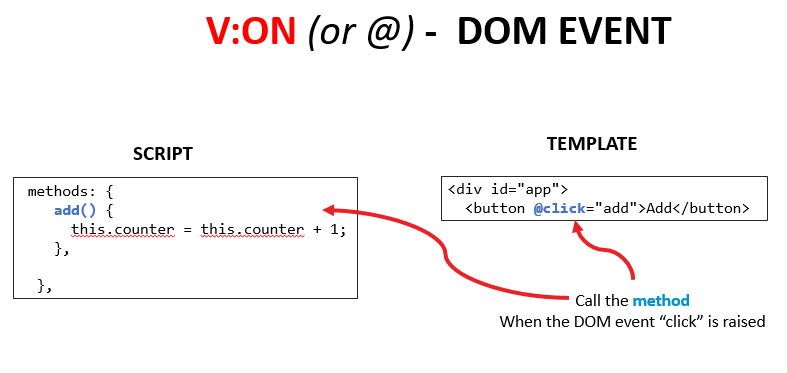 V:ON (or @) - DOM EVENT
SCRIPT
methods: {
add() {
this.counter = this.counter + 1;
},
},
TEMPLATE
<div id="app">
<button @click="add">Add</button>
Call the method
When the DOM event “click” is raised